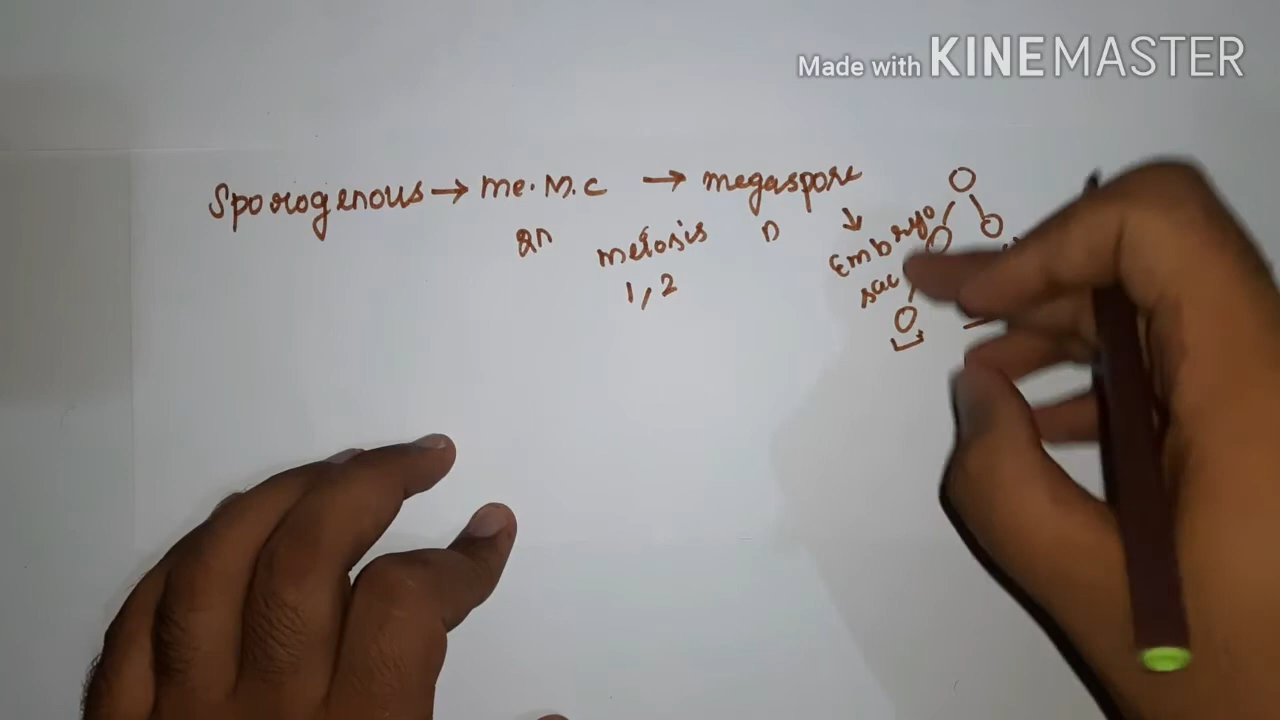 Made with KINEMASTER
Sporogenous → me.M.C → megaspore
2n meiosis n
1, 2
↓
Embryo
sac